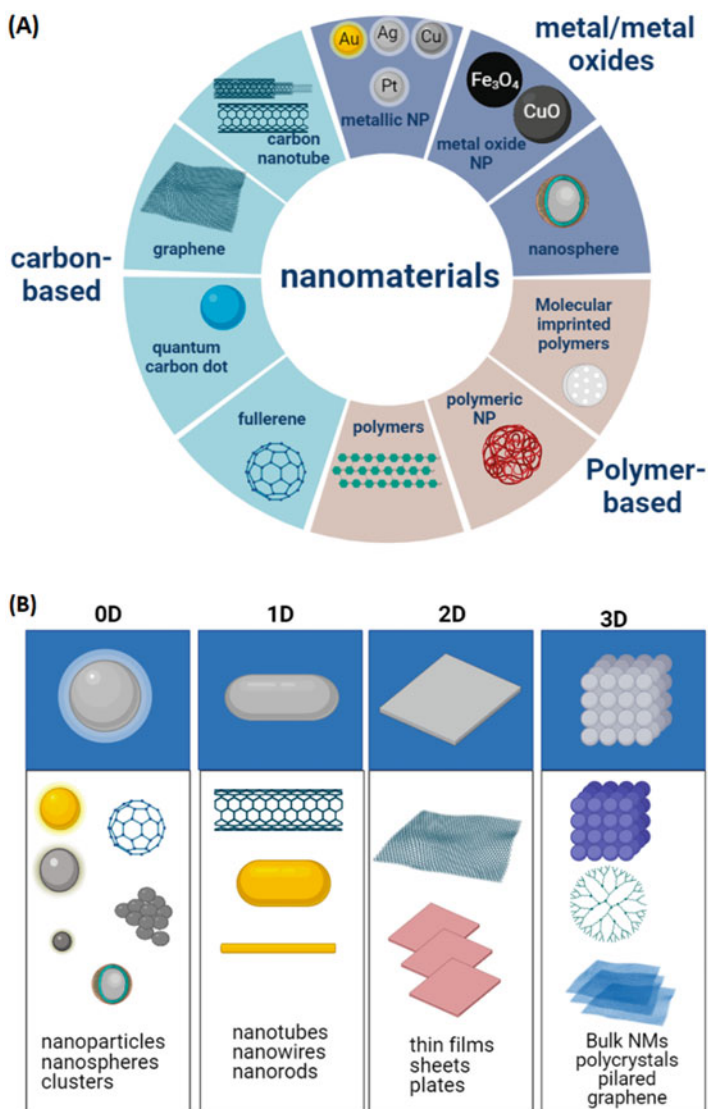 (A)
metal/metal
oxides
Au
Ag
Cu
Pt
metallic NP
Fe₃O₄
CuO
metal oxide
NP
nanosphere
carbon
nanotube
graphene
carbon-
based
nanomaterials
quantum
carbon dot
fullerene
polymers
polymeric
NP
Molecular
imprinted
polymers
Polymer-
based
(B)
0D
1D
2D
3D
nanoparticles
nanospheres
clusters
nanotubes
nanowires
nanorods
thin films
sheets
plates
Bulk NMs
polycrystals
pilared
graphene